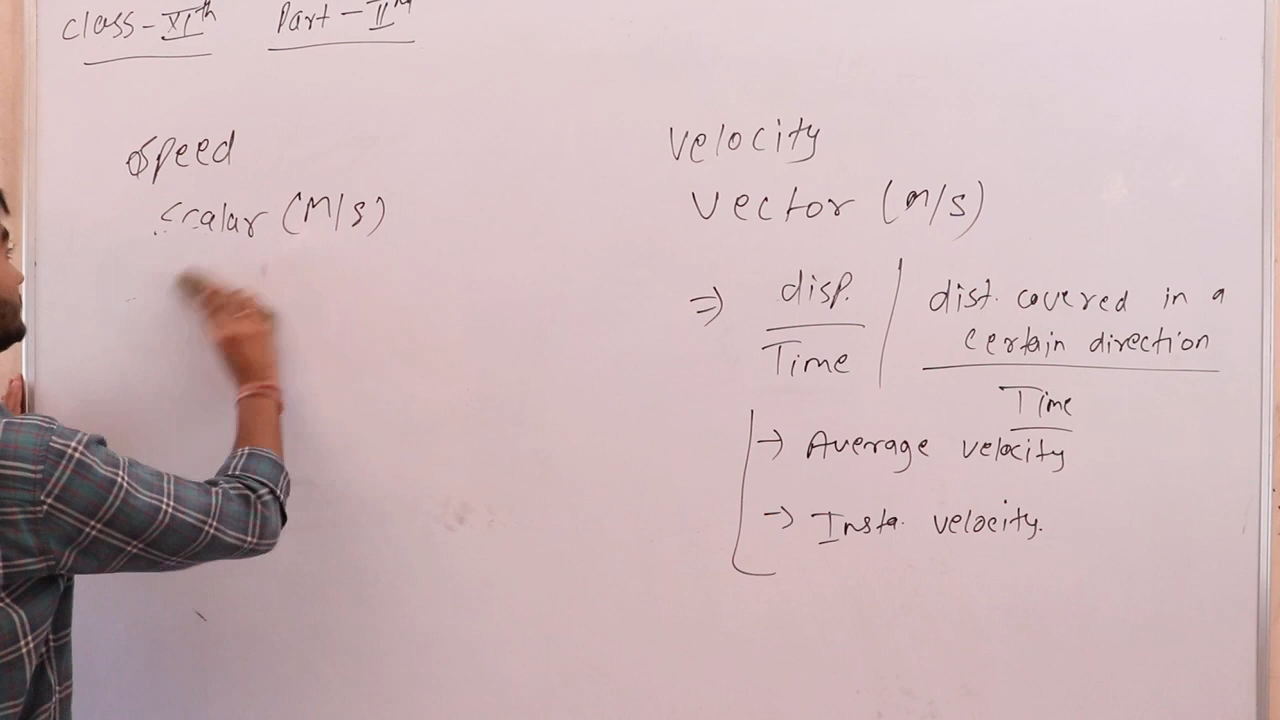 Class-XIth Part-IInd
Speed
Scalar (M/s)
Velocity
Vector (m/s)
⇒ disp. / Time | dist. covered in a certain direction / Time
→ Average velocity
→ Insta. velocity.